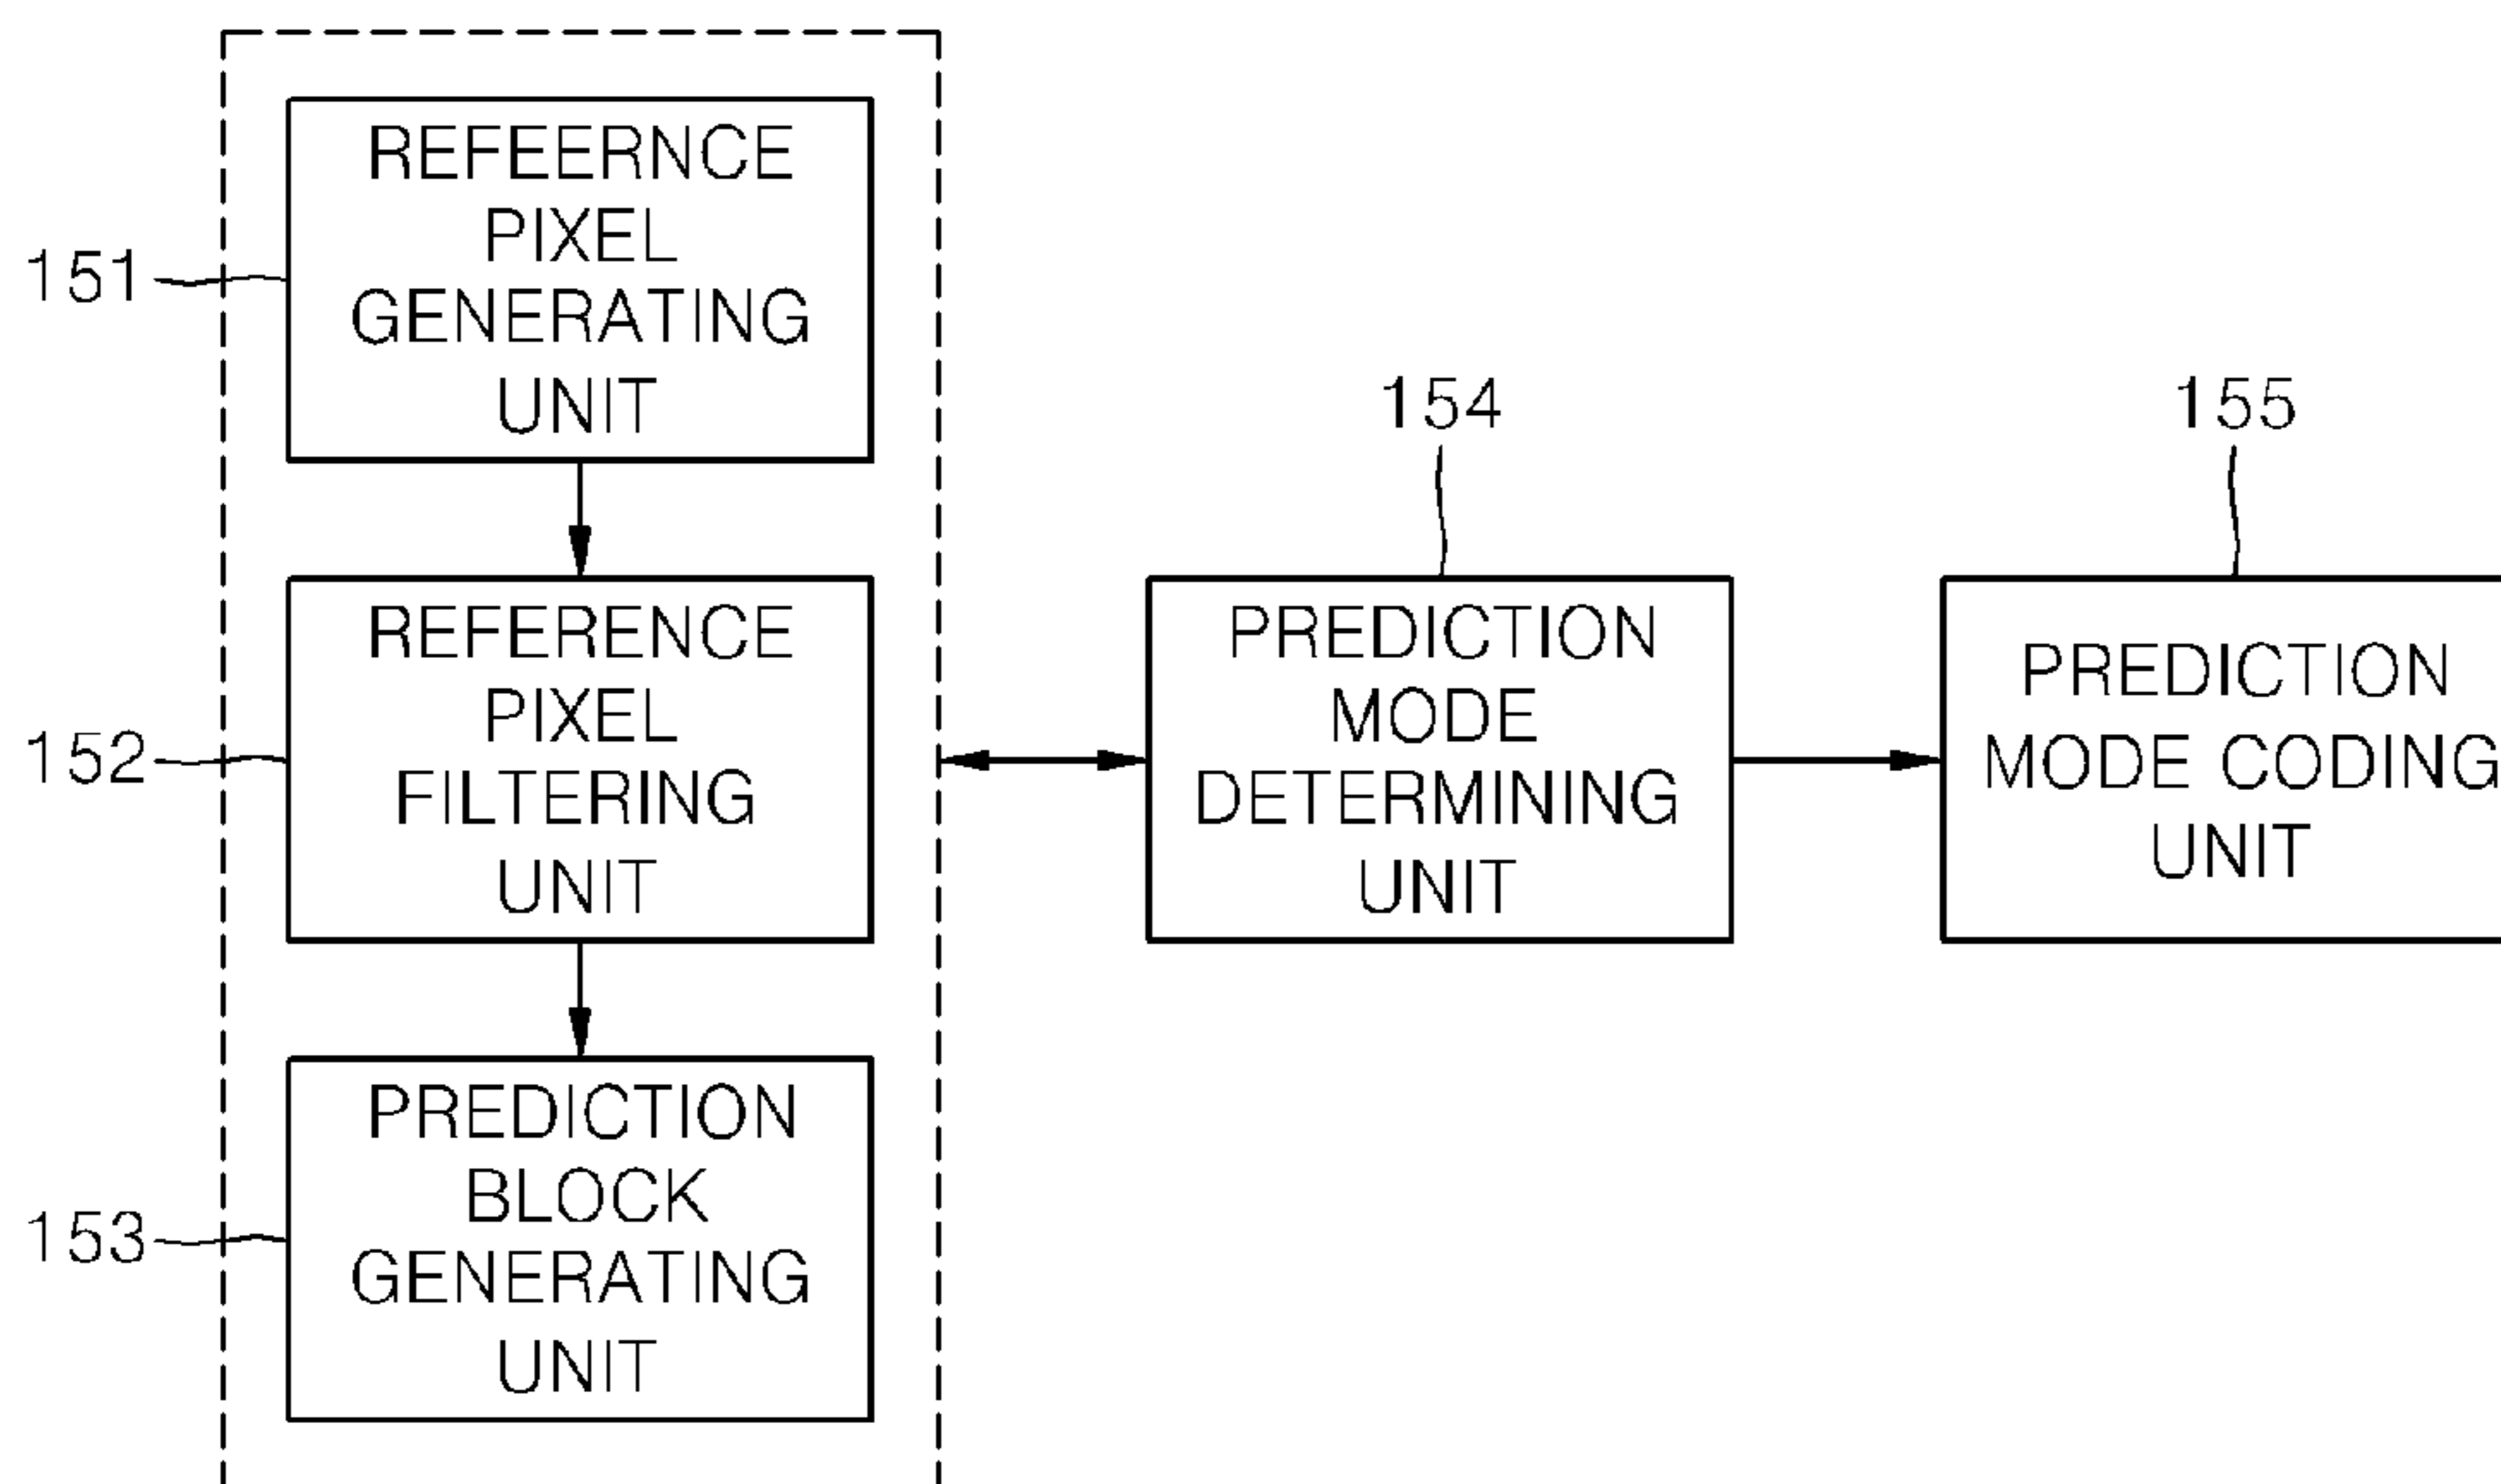 151
REFEERNCE
PIXEL
GENERATING
UNIT
152
REFERENCE
PIXEL
FILTERING
UNIT
153
PREDICTION
BLOCK
GENERATING
UNIT
154
PREDICTION
MODE
DETERMINING
UNIT
155
PREDICTION
MODE CODING
UNIT